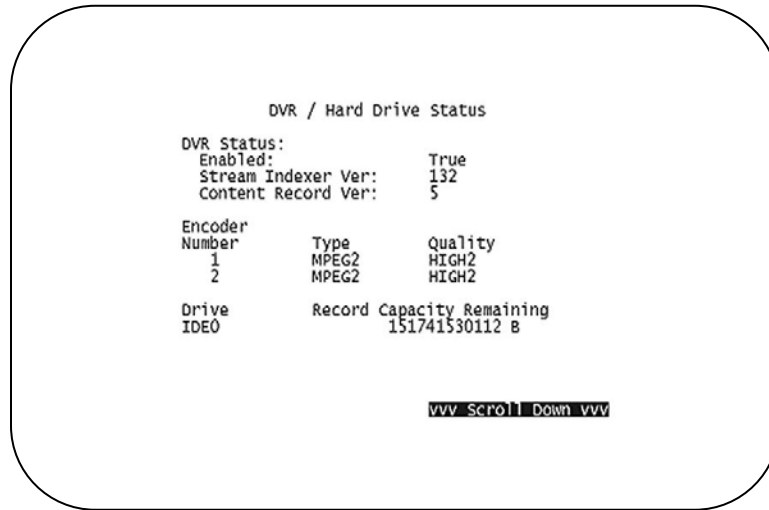 DVR / Hard Drive Status
DVR Status:
Enabled: True
Stream Indexer Ver: 132
Content Record Ver: 5
Encoder
Number Type Quality
1 MPEG2 HIGH2
2 MPEG2 HIGH2
Drive Record Capacity Remaining
IDE0 151741530112 B
vvv Scroll Down vvv